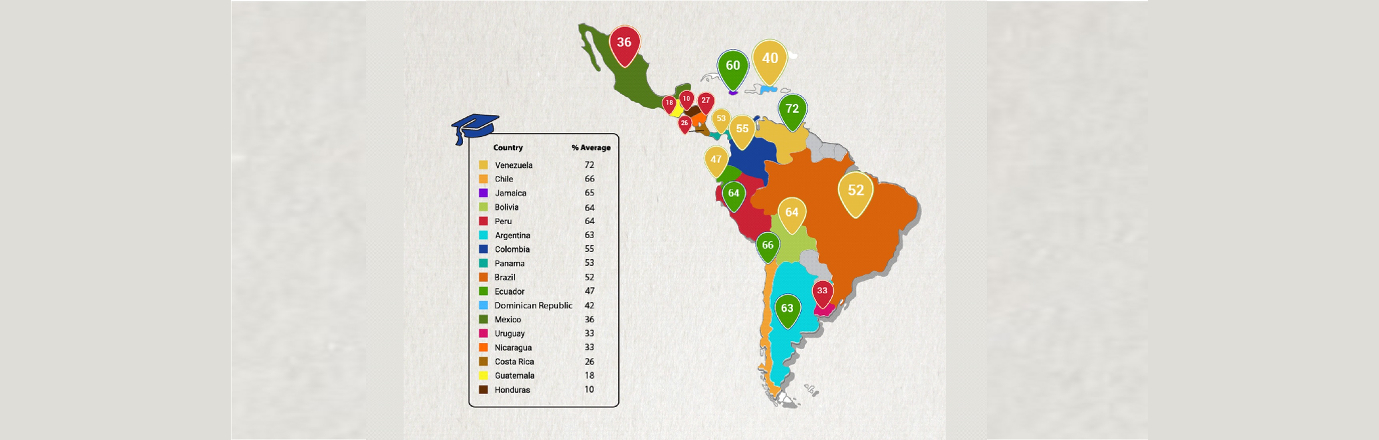 36
60
40
72
18
10
27
26
53
55
47
64
52
64
66
33
63
Country % Average
Venezuela 72
Chile 66
Jamaica 65
Bolivia 64
Peru 64
Argentina 63
Colombia 55
Panama 53
Brazil 52
Ecuador 47
Dominican Republic 42
Mexico 36
Uruguay 33
Nicaragua 33
Costa Rica 26
Guatemala 18
Honduras 10